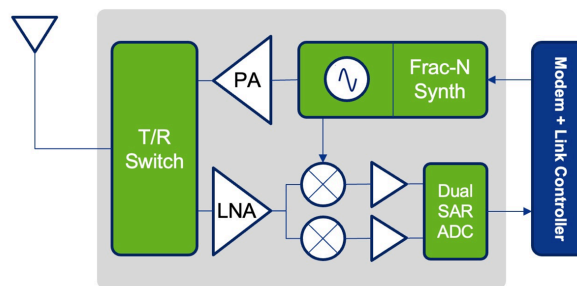 PA
Frac-N
Synth
T/R
Switch
LNA
Dual
SAR
ADC
Modem + Link Controller